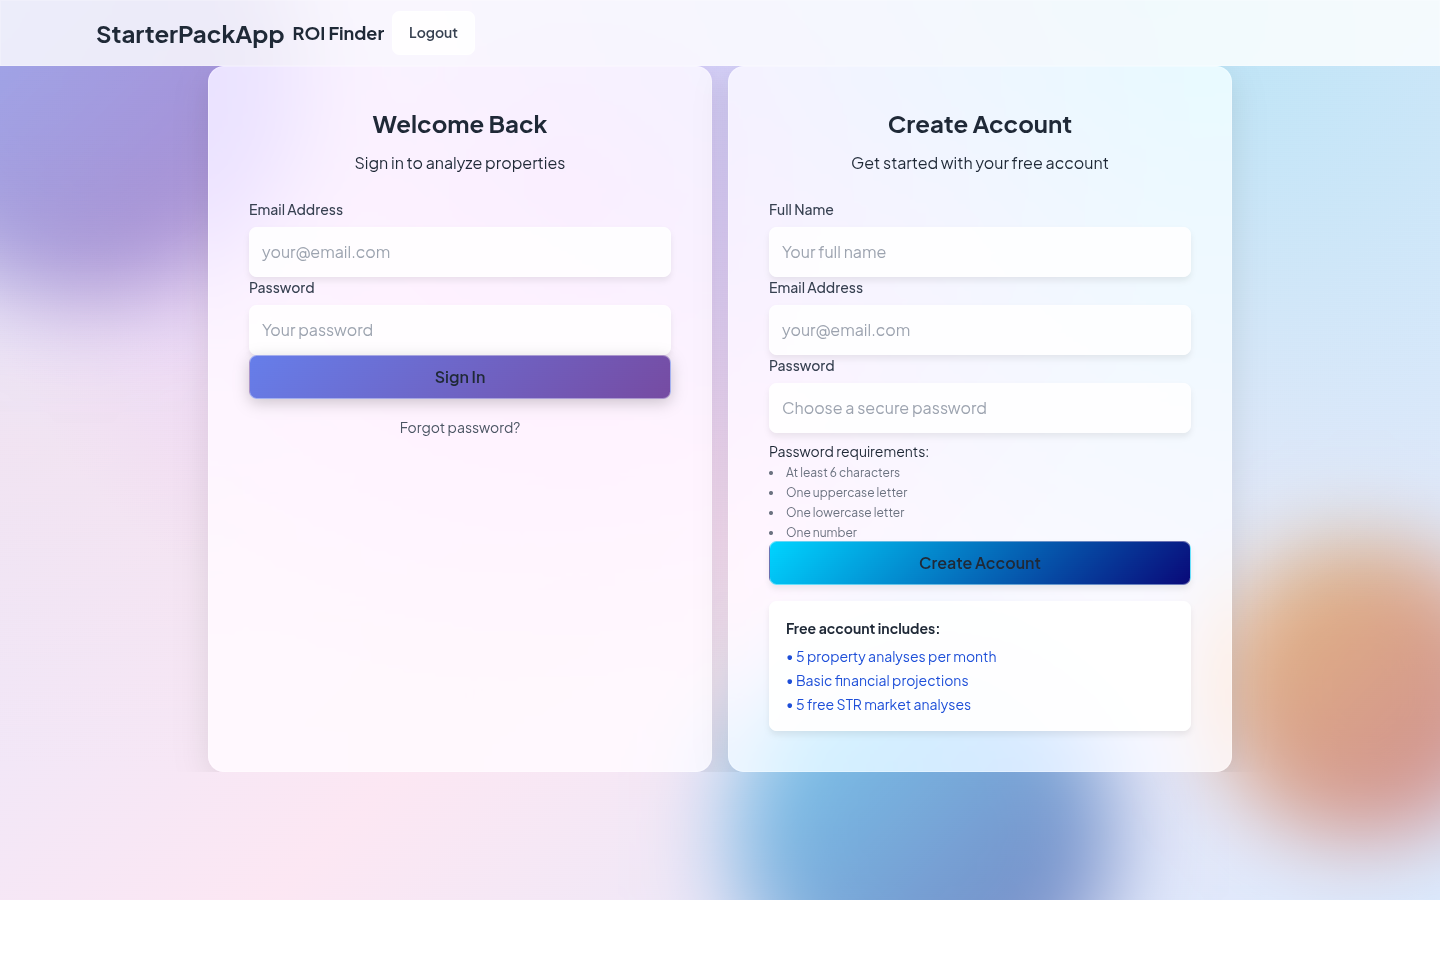 StarterPackApp ROI Finder Logout
Welcome Back
Sign in to analyze properties
Email Address
your@email.com
Password
Your password
Sign In
Forgot password?
Create Account
Get started with your free account
Full Name
Your full name
Email Address
your@email.com
Password
Choose a secure password
Password requirements:
• At least 6 characters
• One uppercase letter
• One lowercase letter
• One number
Create Account
Free account includes:
• 5 property analyses per month
• Basic financial projections
• 5 free STR market analyses